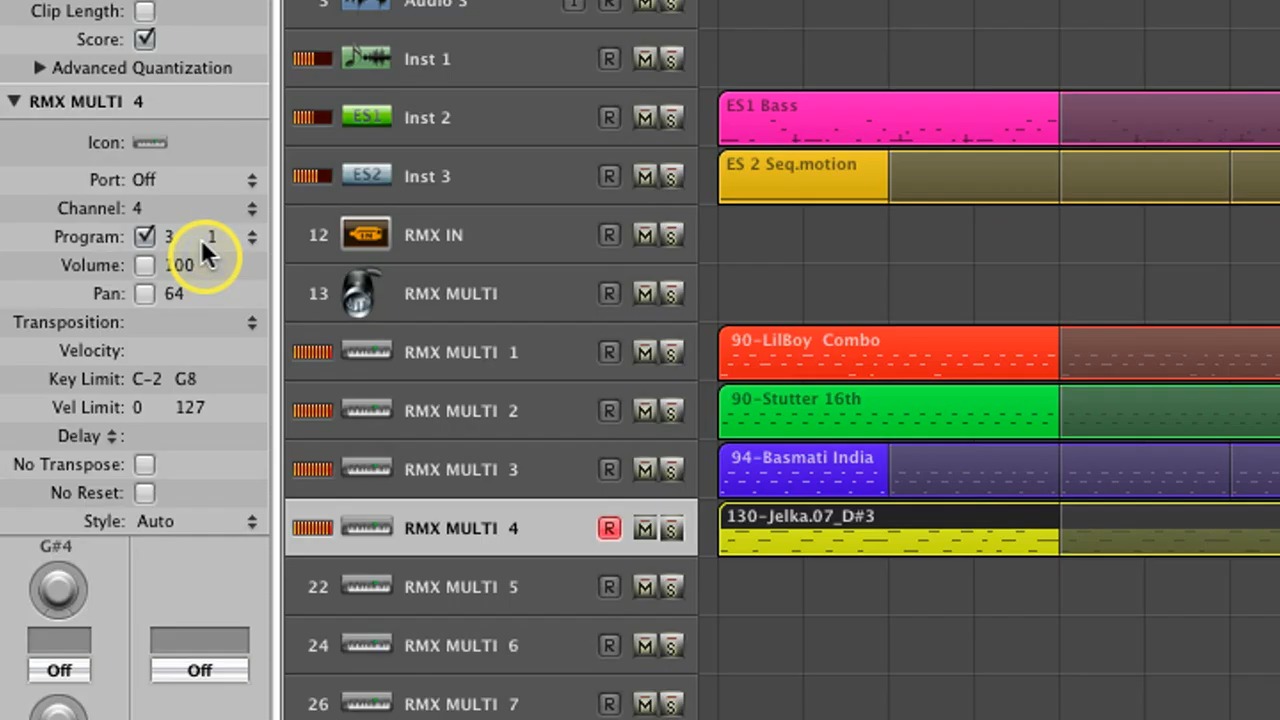 Clip Length:
Score:
Advanced Quantization
RMX MULTI 4
Icon:
Port: Off
Channel: 4
Program: 3 1
Volume: 100
Pan: 64
Transposition:
Velocity:
Key Limit: C-2 G8
Vel Limit: 0 127
Delay :
No Transpose:
No Reset:
Style: Auto
G#4
Off Off
5 Audio 5 I R M S
Inst 1 R M S
ES1 Inst 2 R M S
ES2 Inst 3 R M S
12 IN RMX IN R M S
13 RMX MULTI R M S
RMX MULTI 1 R M S
RMX MULTI 2 R M S
RMX MULTI 3 R M S
RMX MULTI 4 R M S
22 RMX MULTI 5 R M S
24 RMX MULTI 6 R M S
26 RMX MULTI 7 R M S
ES1 Bass
ES 2 Seq.motion
90-LilBoy Combo
90-Stutter 16th
94-Basmati India
130-Jelka.07_D#3